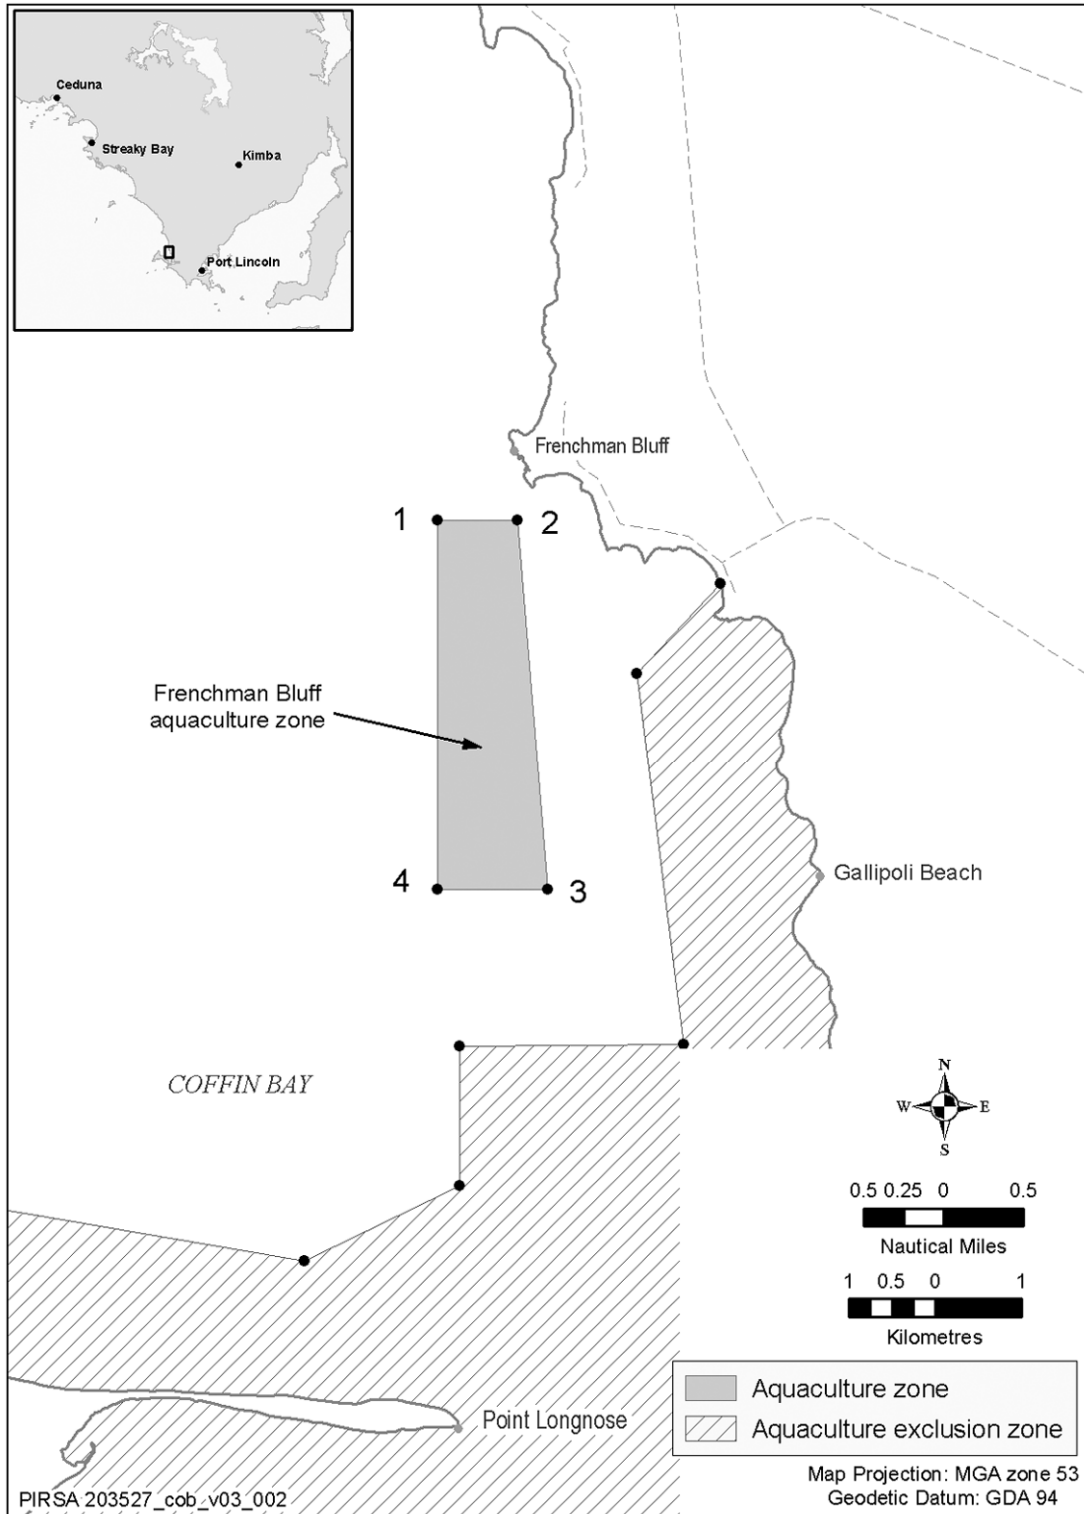 Ceduna
Streaky Bay
Kimba
Port Lincoln
Frenchman Bluff
1
2
Frenchman Bluff
aquaculture zone
4
3
Gallipoli Beach
COFFIN BAY
N
W
E
S
0.5 0.25 0 0.5
Nautical Miles
1 0.5 0 1
Kilometres
Point Longnose
Aquaculture zone
Aquaculture exclusion zone
Map Projection: MGA zone 53
Geodetic Datum: GDA 94
PIRSA 203527_cob_v03_002